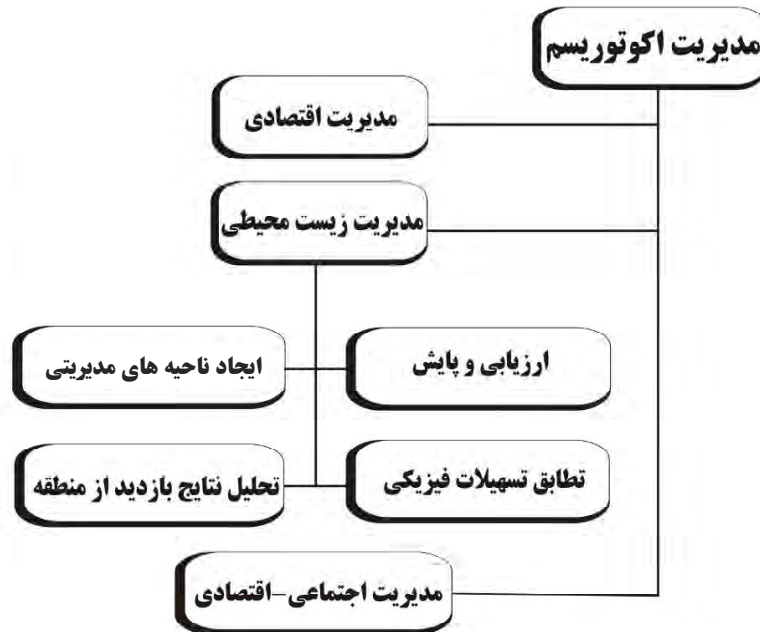 مدیریت اکوتوریسم
مدیریت اقتصادی
مدیریت زیست محیطی
ارزیابی و پایش
ایجاد ناحیه های مدیریتی
تطابق تسهیلات فیزیکی
تحلیل نتایج بازدید از منطقه
مدیریت اجتماعی-اقتصادی